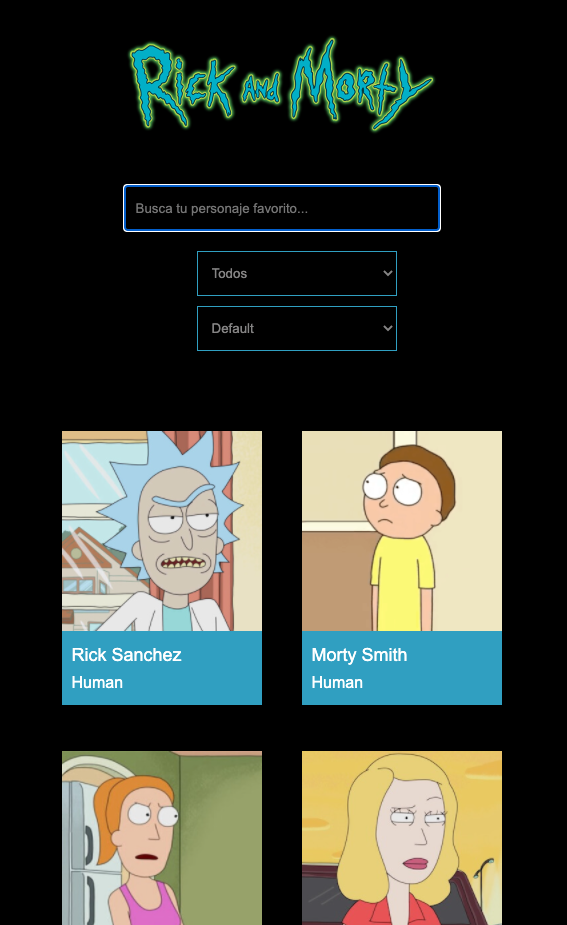 Rick and Morty
Busca tu personaje favorito...
Todos
Default
Rick Sanchez
Human
Morty Smith
Human